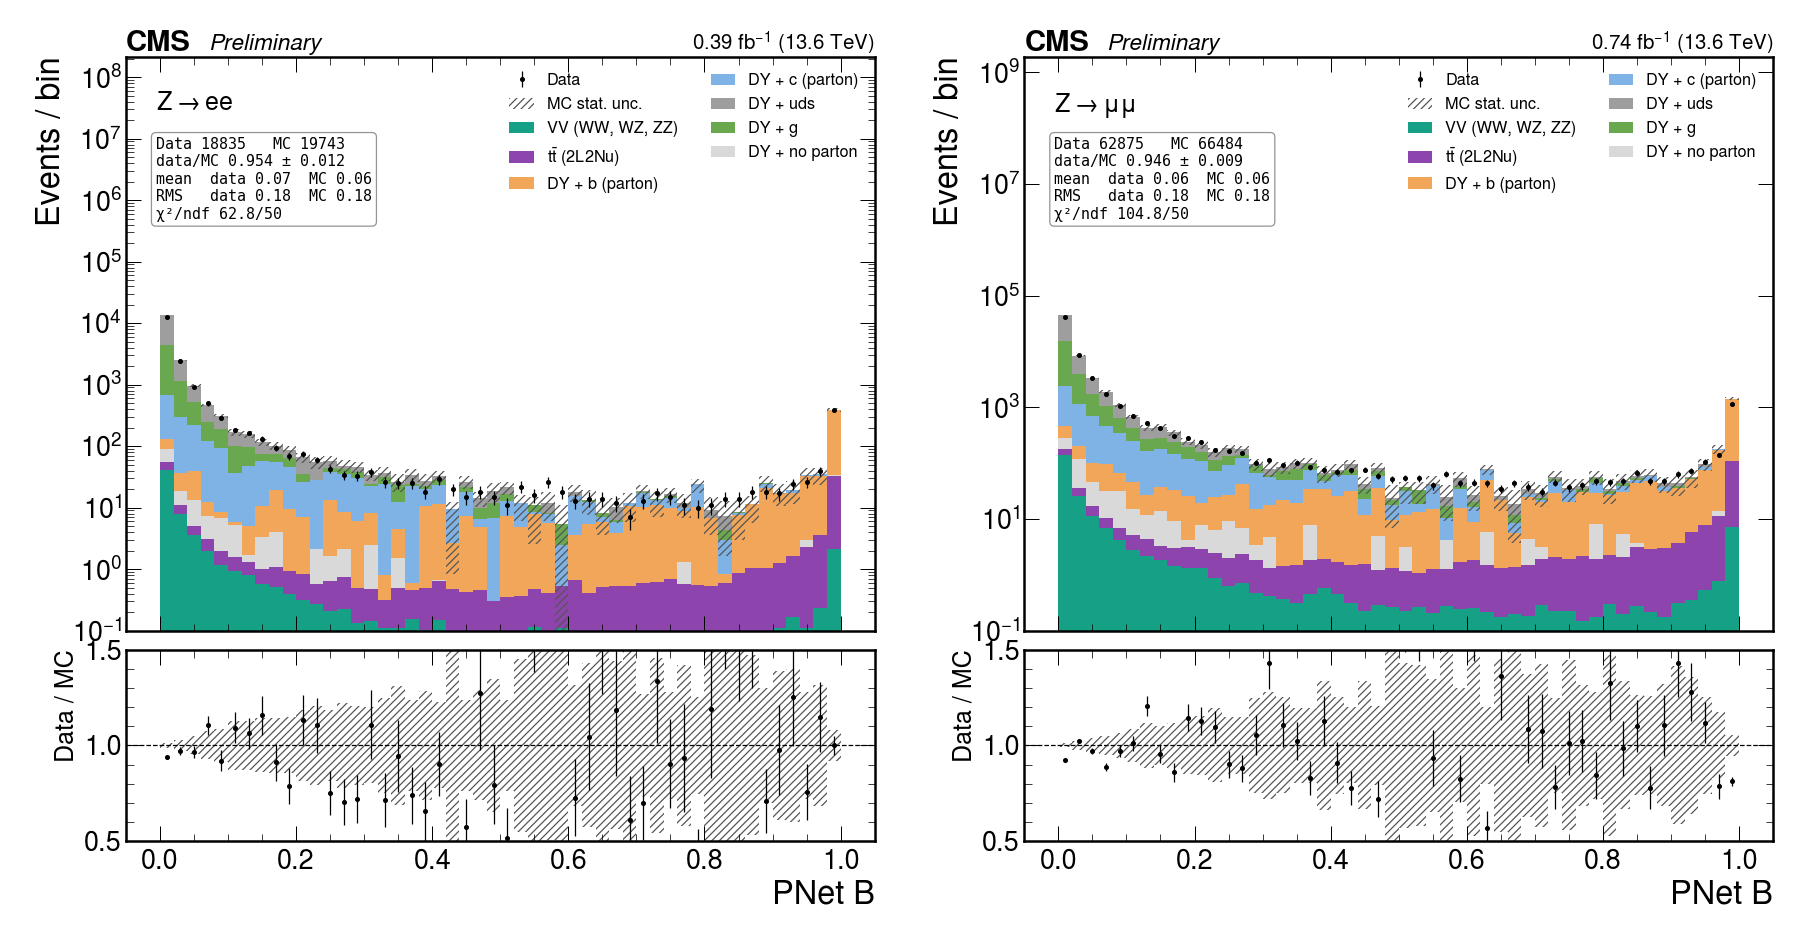 CMS Preliminary 0.39 fb⁻¹ (13.6 TeV)
Events / bin
10⁸
10⁷
10⁶
10⁵
10⁴
10³
10²
10¹
10⁰
10⁻¹
Z → ee
Data 18835 MC 19743
data/MC 0.954 ± 0.012
mean data 0.07 MC 0.06
RMS data 0.18 MC 0.18
χ²/ndf 62.8/50
Data
MC stat. unc.
VV (WW, WZ, ZZ)
tt̄ (2L2Nu)
DY + b (parton)
DY + c (parton)
DY + uds
DY + g
DY + no parton
Data / MC
1.5
1.0
0.5
0.0 0.2 0.4 0.6 0.8 1.0
PNet B
CMS Preliminary 0.74 fb⁻¹ (13.6 TeV)
Events / bin
10⁹
10⁷
10⁵
10³
10¹
10⁻¹
Z → μμ
Data 62875 MC 66484
data/MC 0.946 ± 0.009
mean data 0.06 MC 0.06
RMS data 0.18 MC 0.18
χ²/ndf 104.8/50
Data
MC stat. unc.
VV (WW, WZ, ZZ)
tt̄ (2L2Nu)
DY + b (parton)
DY + c (parton)
DY + uds
DY + g
DY + no parton
Data / MC
1.5
1.0
0.5
0.0 0.2 0.4 0.6 0.8 1.0
PNet B